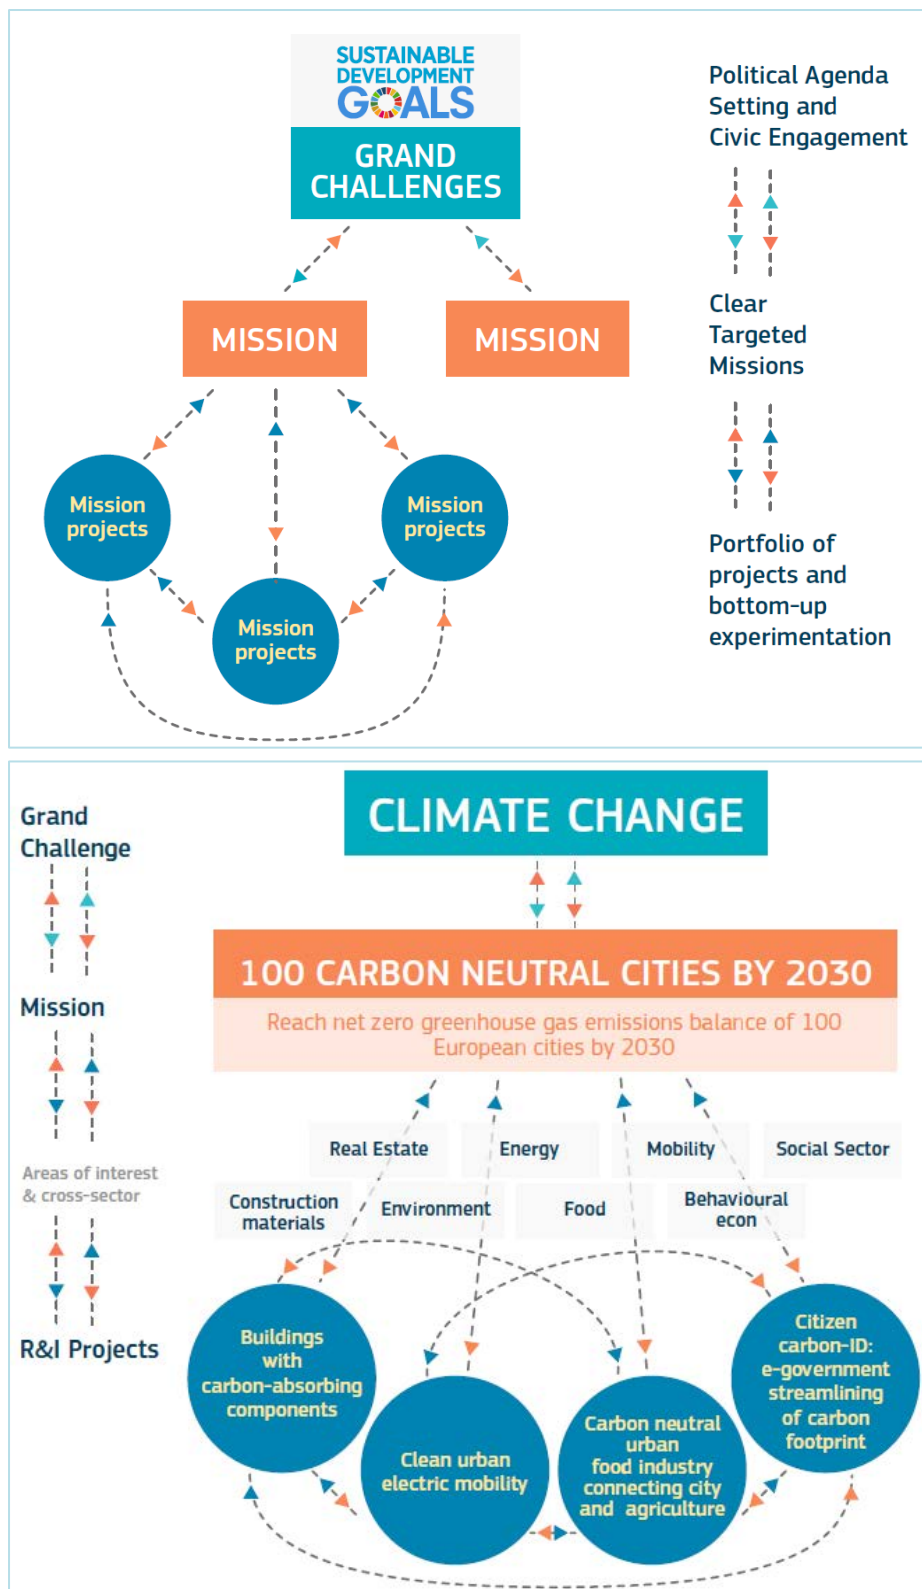 SUSTAINABLE
DEVELOPMENT
GOALS
GRAND
CHALLENGES
MISSION
MISSION
Mission
projects
Mission
projects
Mission
projects
Political Agenda
Setting and
Civic Engagement
Clear
Targeted
Missions
Portfolio of
projects and
bottom-up
experimentation
Grand
Challenge
Mission
Areas of interest
& cross-sector
R&I Projects
CLIMATE CHANGE
100 CARBON NEUTRAL CITIES BY 2030
Reach net zero greenhouse gas emissions balance of 100
European cities by 2030
Real Estate
Energy
Mobility
Social Sector
Construction
materials
Environment
Food
Behavioural
econ
Buildings
with
carbon-absorbing
components
Clean urban
electric mobility
Carbon neutral
urban
food industry
connecting city
and agriculture
Citizen
carbon-ID:
e-government
streamlining
of carbon
footprint